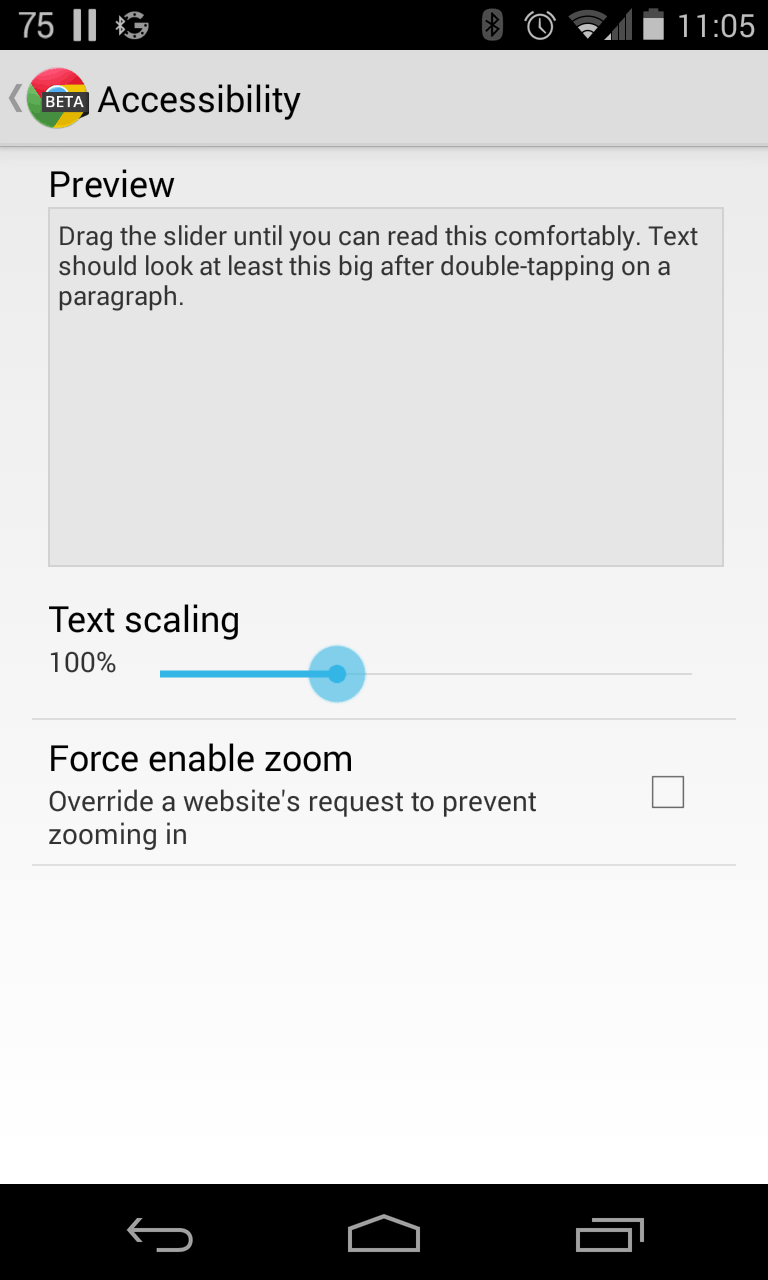 75 11:05
BETA Accessibility
Preview
Drag the slider until you can read this comfortably. Text
should look at least this big after double-tapping on a
paragraph.
Text scaling
100%
Force enable zoom
Override a website's request to prevent
zooming in